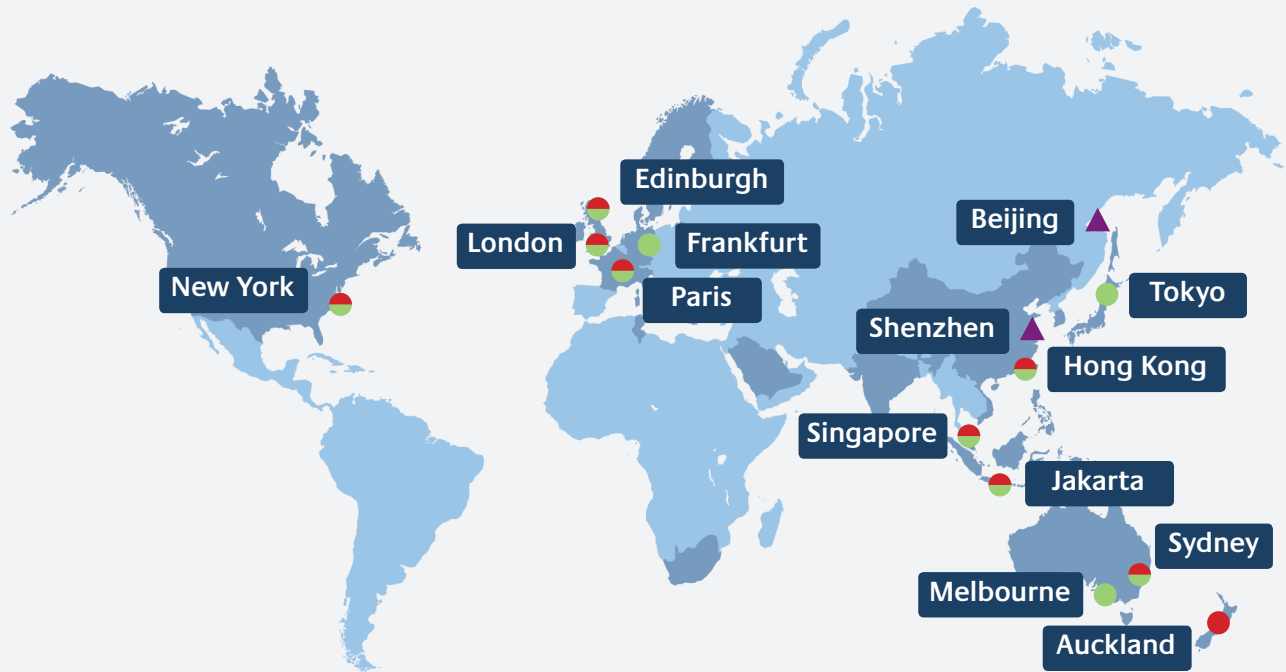 Edinburgh
London
Frankfurt
Paris
New York
Beijing
Tokyo
Shenzhen
Hong Kong
Singapore
Jakarta
Sydney
Melbourne
Auckland